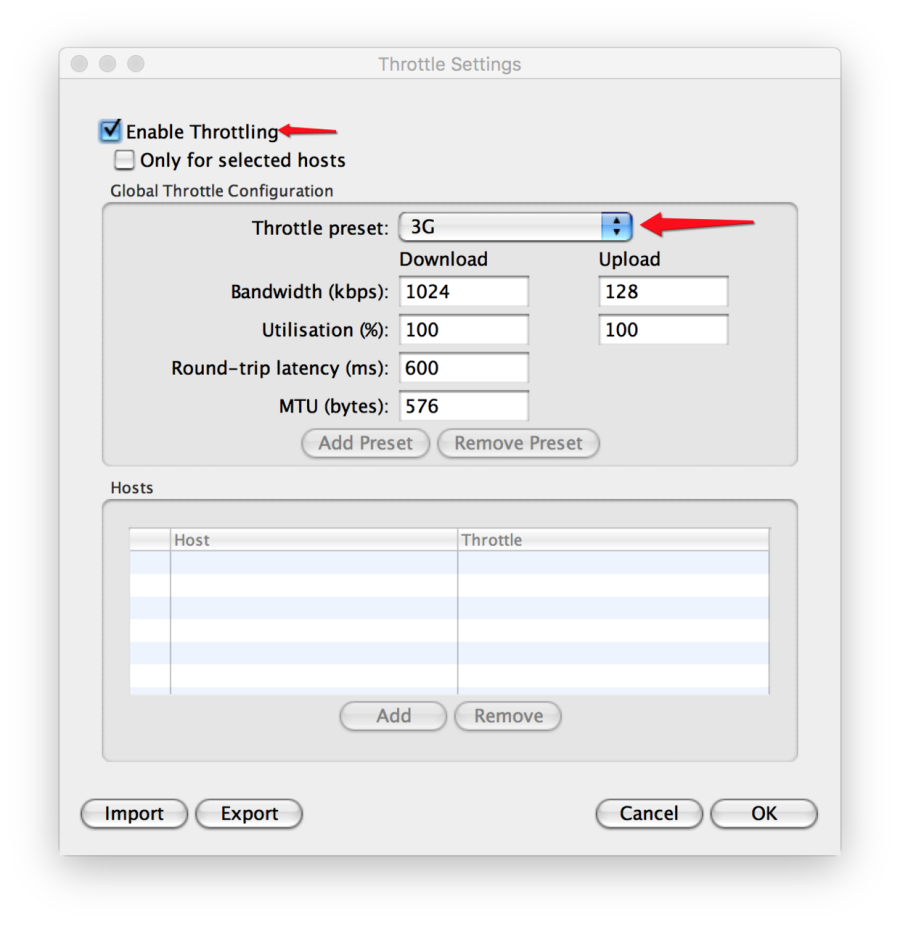 Throttle Settings
Enable Throttling
Only for selected hosts
Global Throttle Configuration
Throttle preset: 3G
Download Upload
Bandwidth (kbps): 1024 128
Utilisation (%): 100 100
Round-trip latency (ms): 600
MTU (bytes): 576
Add Preset Remove Preset
Hosts
Host Throttle
Add Remove
Import Export Cancel OK